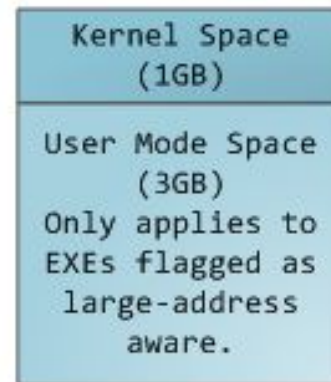 Kernel Space
(1GB)
User Mode Space
(3GB)
Only applies to
EXEs flagged as
large-address
aware.